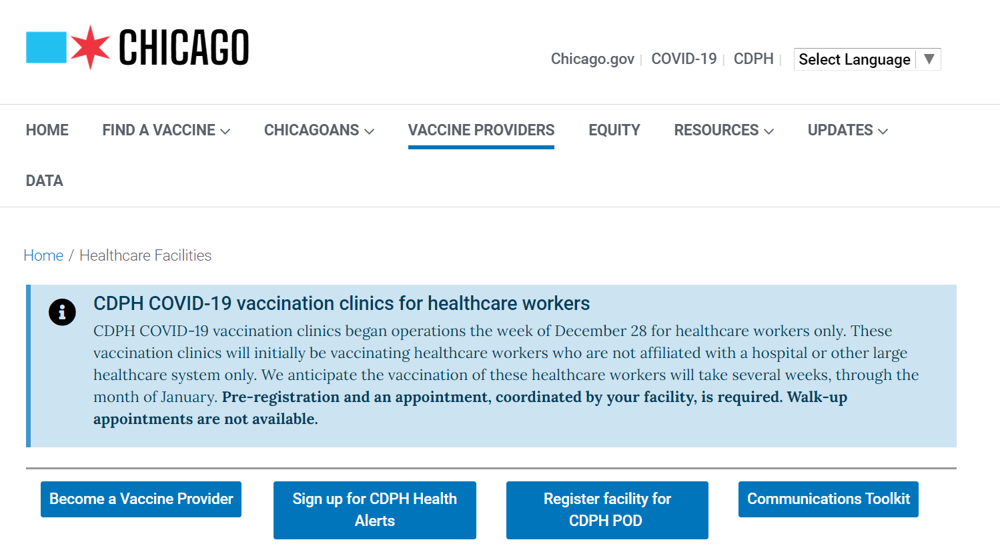 CHICAGO
Chicago.gov | COVID-19 | CDPH | Select Language ▼
HOME FIND A VACCINE CHICAGOANS VACCINE PROVIDERS EQUITY RESOURCES UPDATES
DATA
Home / Healthcare Facilities
CDPH COVID-19 vaccination clinics for healthcare workers
CDPH COVID-19 vaccination clinics began operations the week of December 28 for healthcare workers only. These
vaccination clinics will initially be vaccinating healthcare workers who are not affiliated with a hospital or other large
healthcare system only. We anticipate the vaccination of these healthcare workers will take several weeks, through the
month of January. Pre-registration and an appointment, coordinated by your facility, is required. Walk-up
appointments are not available.
Become a Vaccine Provider
Sign up for CDPH Health
Alerts
Register facility for
CDPH POD
Communications Toolkit